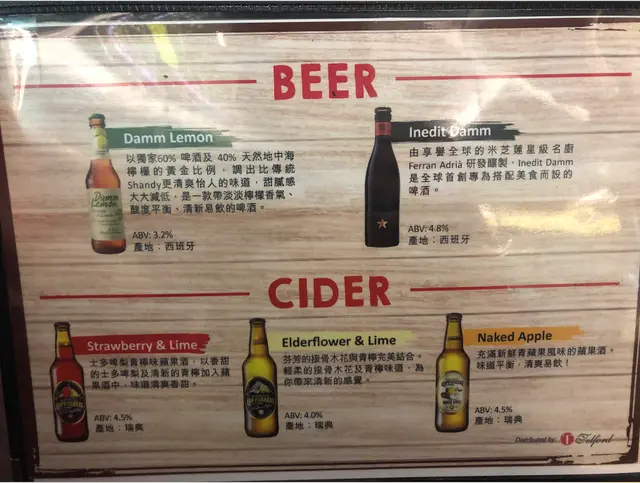 BEER
Damm Lemon
以獨家60% 啤酒及 40% 天然地中海
檸檬的黃金比例，調出比傳統
Shandy更清爽怡人的味道，甜膩感
大大減低，是一款帶淡淡檸檬香氣、
酸度平衡、清新易飲的啤酒。
ABV: 3.2%
產地：西班牙
Inedit Damm
由享譽全球的米芝蓮星級名廚
Ferran Adrià 研發釀製，Inedit Damm
是全球首創專為搭配美食而設的
啤酒。
ABV: 4.8%
產地：西班牙
Damm
Lemon
CIDER
Strawberry & Lime
士多啤梨青檸味蘋果酒，以香甜
的士多啤梨及清新的青檸加入蘋
果酒中，味道清爽香甜。
ABV: 4.5%
產地：瑞典
Elderflower & Lime
芬芳的接骨木花與青檸完美結合。
輕柔的接骨木花及青檸味道，為
你帶來清新的感覺。
ABV: 4.0%
產地：瑞典
Naked Apple
充滿新鮮青蘋果風味的蘋果酒。
味道平衡，清爽易飲！
ABV: 4.5%
產地：瑞典
Distributed by: Telford